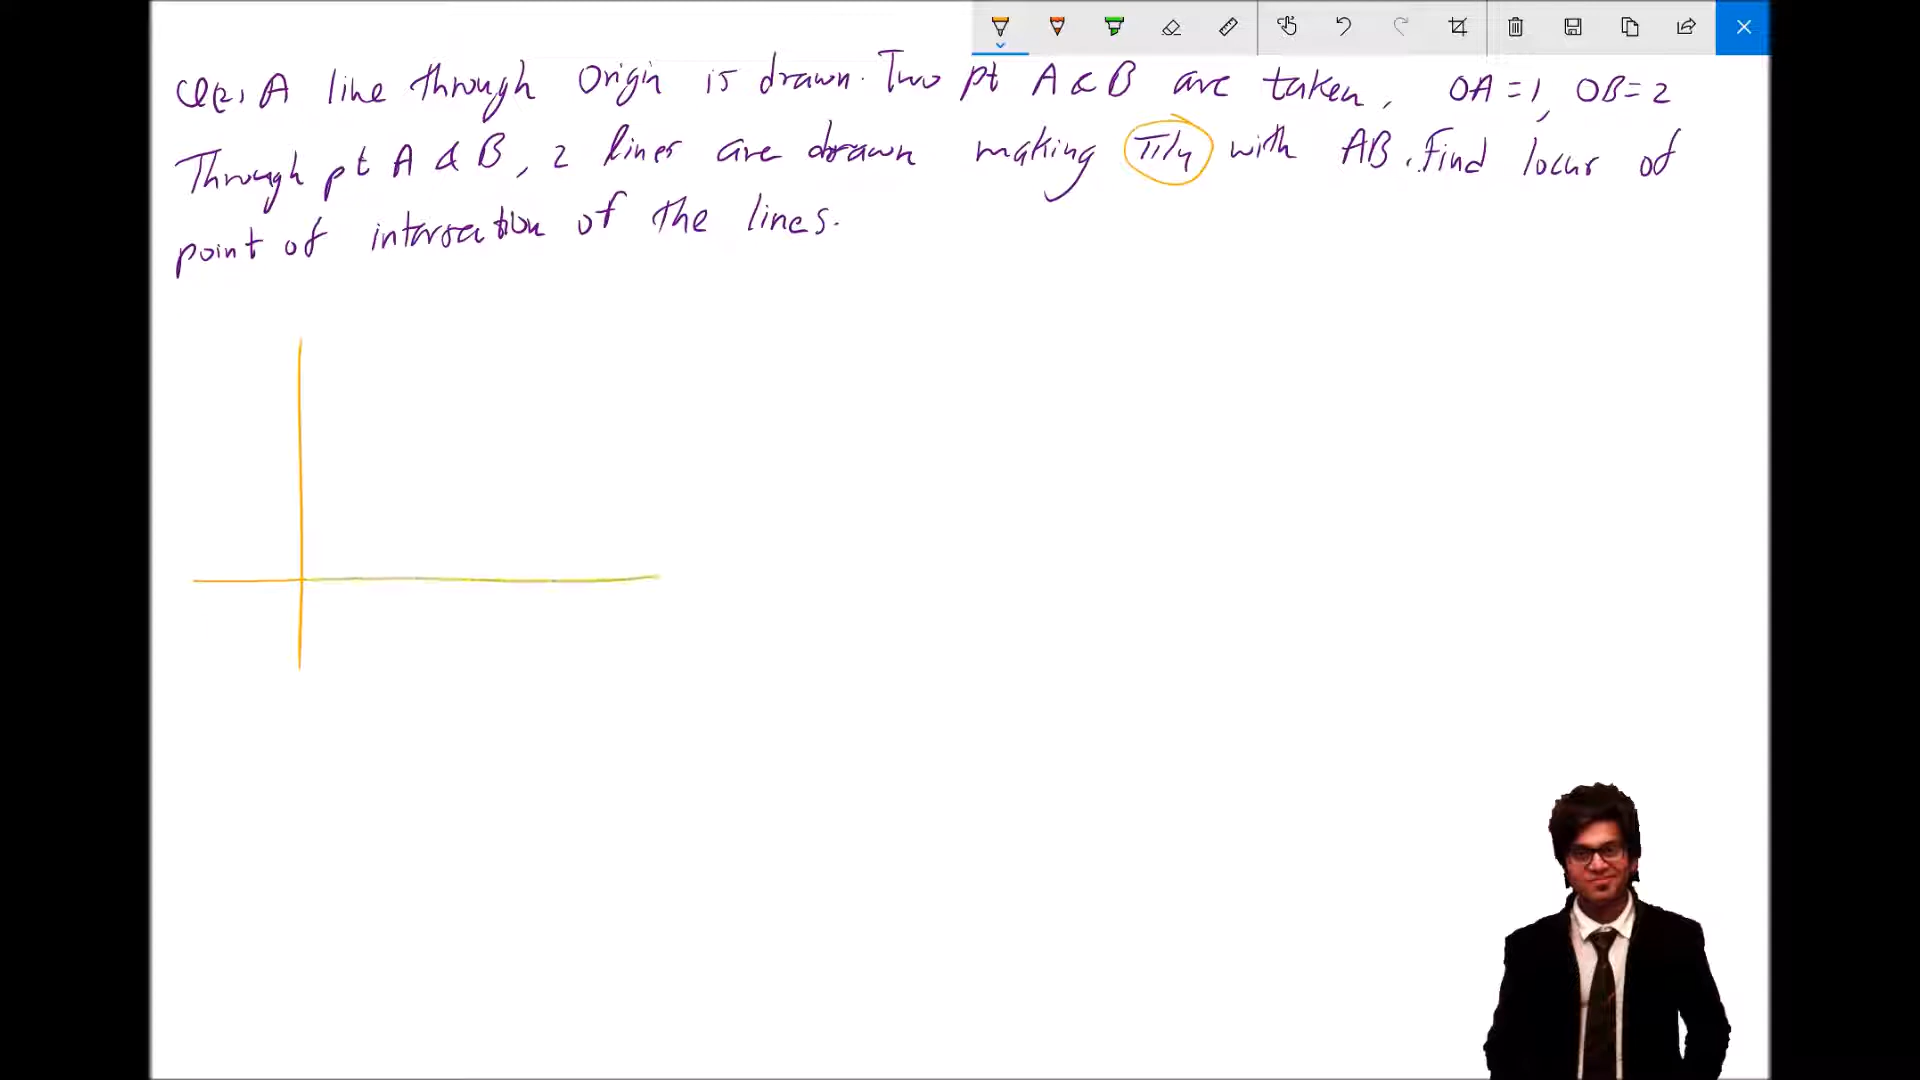 Q2. A line through Origin is drawn. Two pt A & B are taken, OA=1, OB=2
Through pt A & B, 2 lines are drawn making π/4 with AB. Find locus of
point of intersection of the lines.